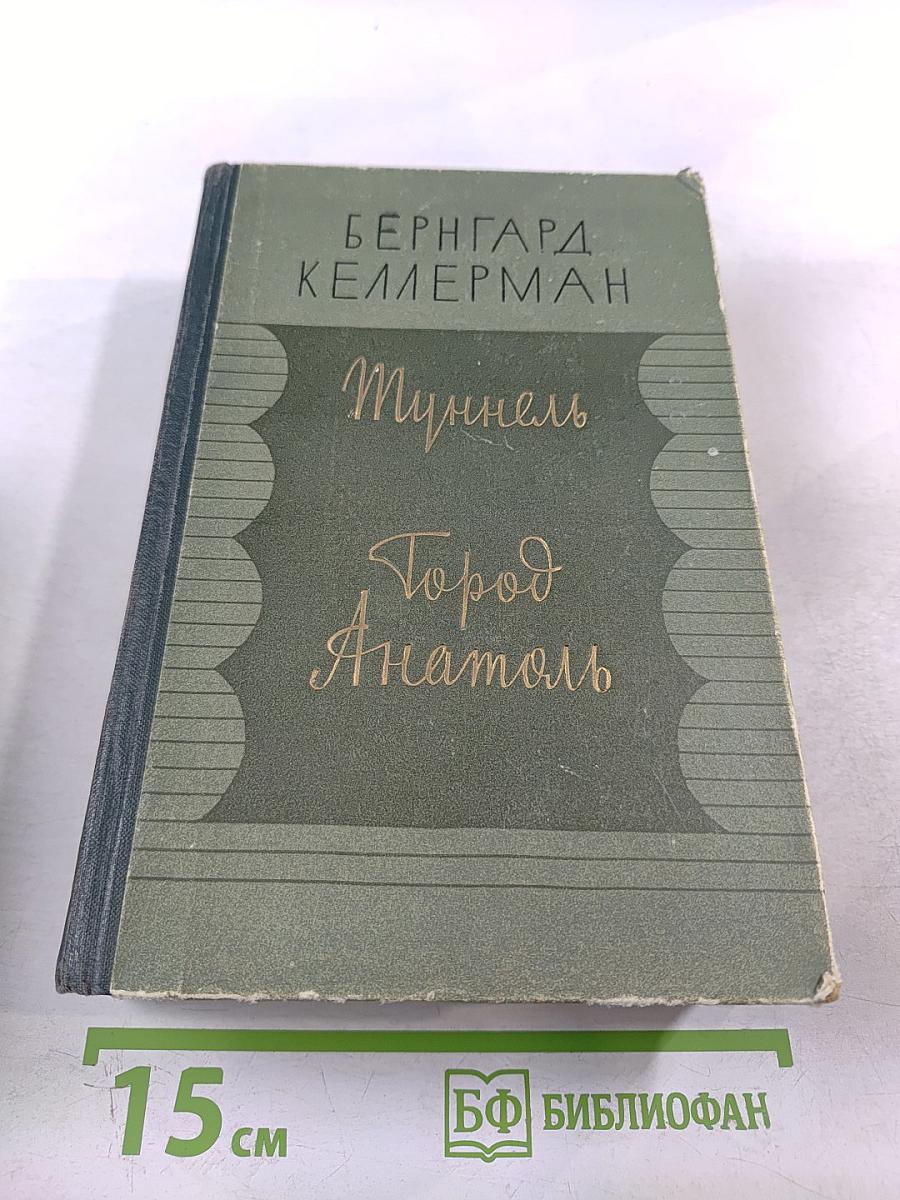 БЕРНГАРД
КЕЛЛЕРМАН
Туннель
Город
Анатоль
15 см
БФ БИБЛИОФАН